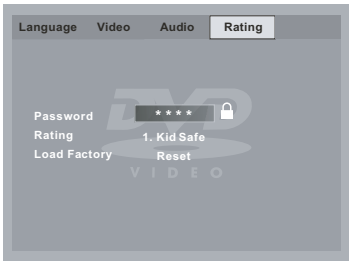 Language Video Audio Rating
Password ****
Rating 1. Kid Safe
Load Factory Reset
DVD
VIDEO